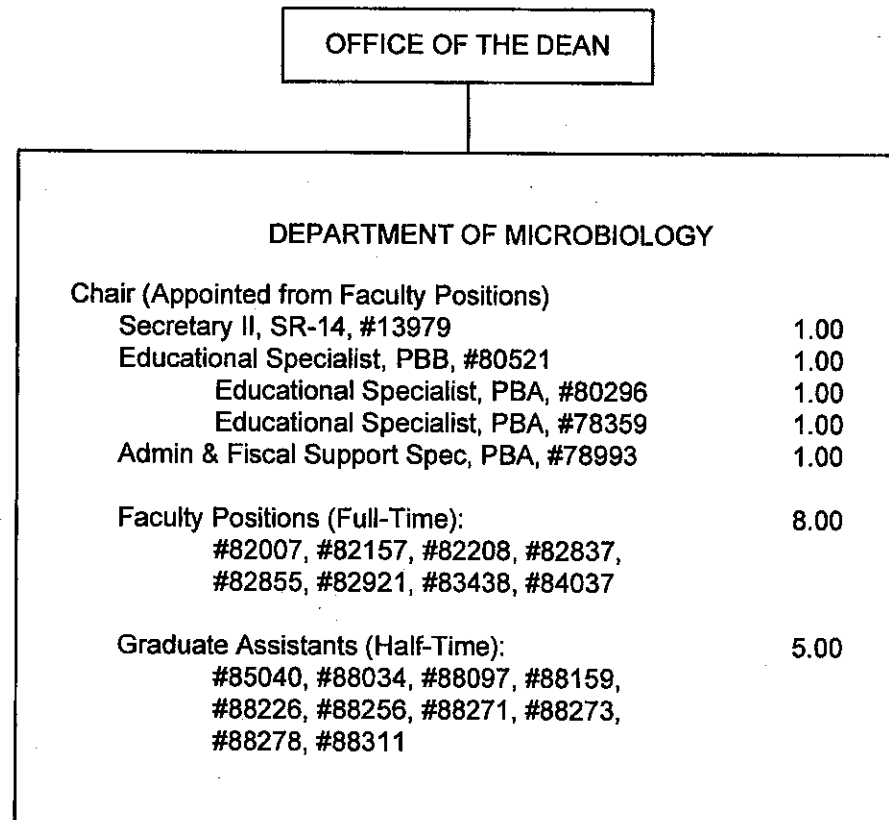 OFFICE OF THE DEAN
DEPARTMENT OF MICROBIOLOGY
Chair (Appointed from Faculty Positions)
Secretary II, SR-14, #13979 1.00
Educational Specialist, PBB, #80521 1.00
Educational Specialist, PBA, #80296 1.00
Educational Specialist, PBA, #78359 1.00
Admin & Fiscal Support Spec, PBA, #78993 1.00
Faculty Positions (Full-Time): 8.00
#82007, #82157, #82208, #82837,
#82855, #82921, #83438, #84037
Graduate Assistants (Half-Time): 5.00
#85040, #88034, #88097, #88159,
#88226, #88256, #88271, #88273,
#88278, #88311